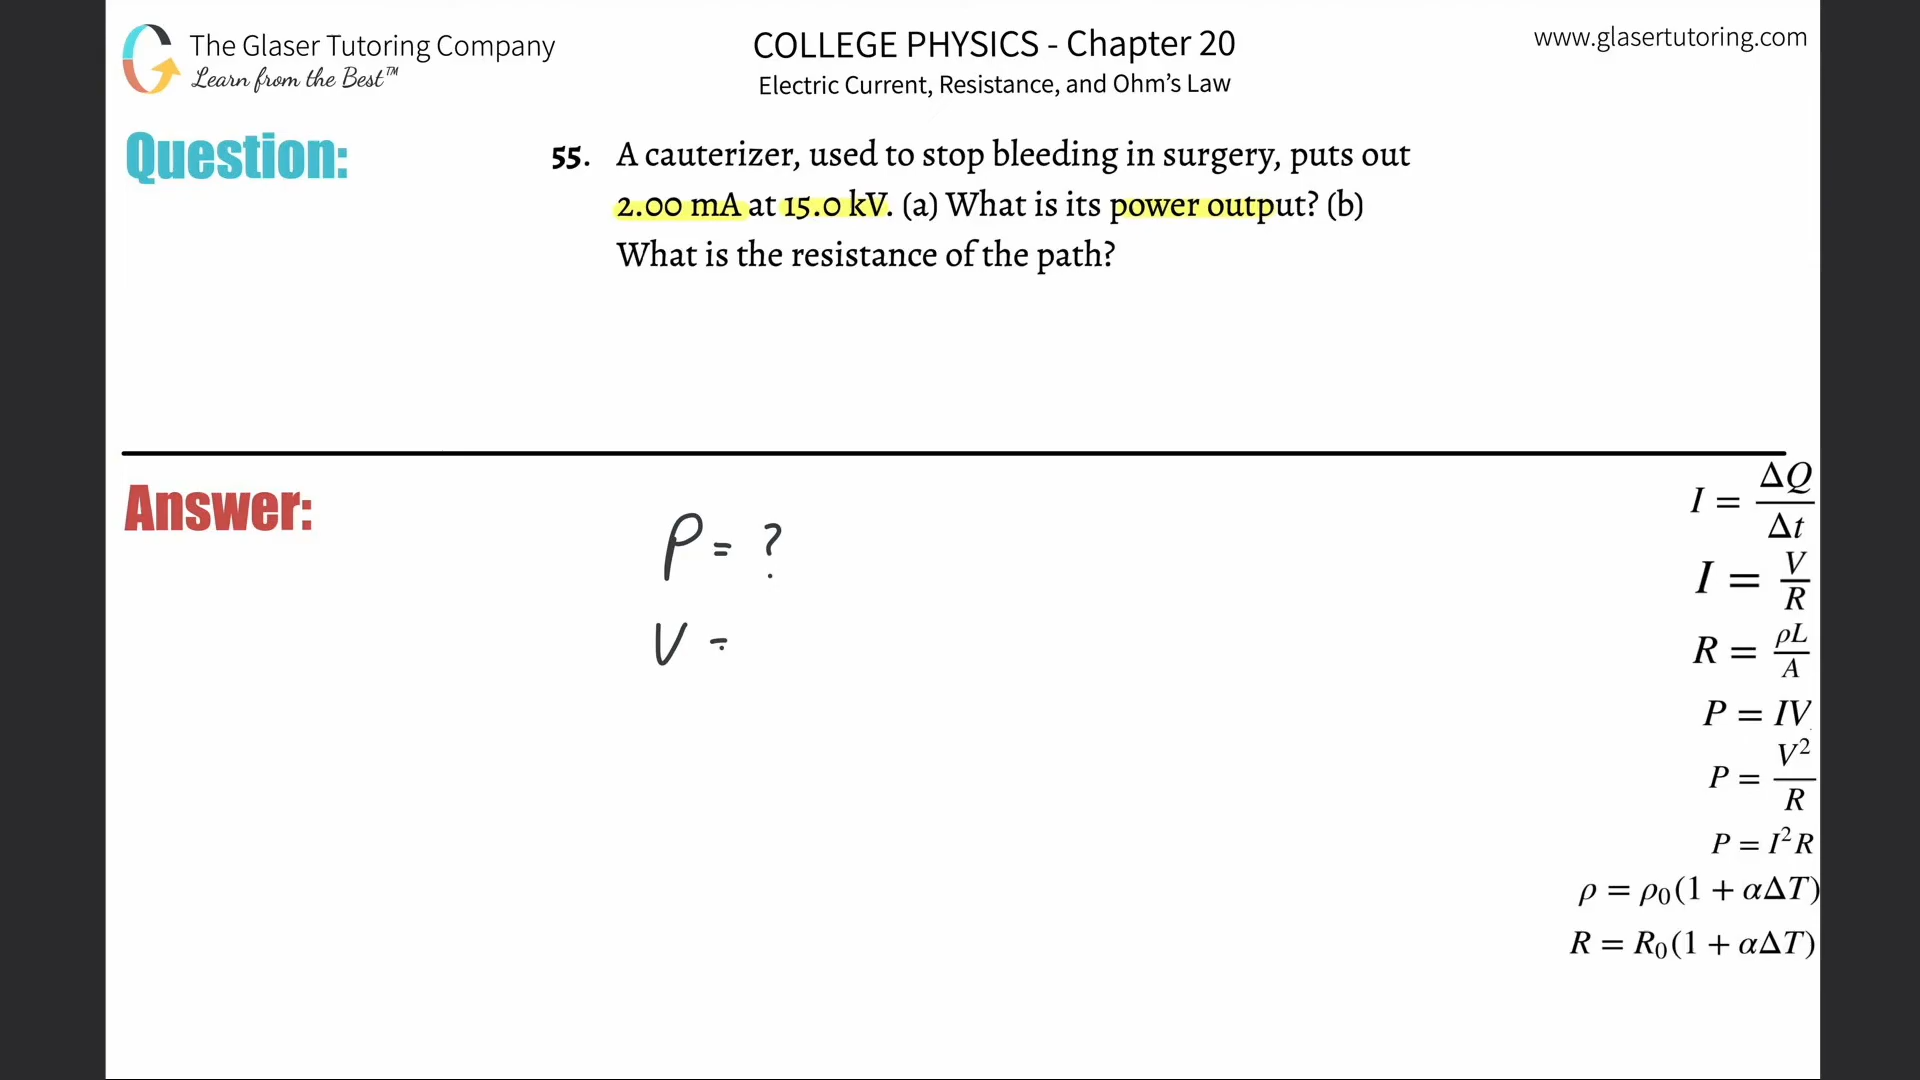 The Glaser Tutoring Company
Learn from the Best™
COLLEGE PHYSICS - Chapter 20
Electric Current, Resistance, and Ohm's Law
www.glasertutoring.com
Question:
55. A cauterizer, used to stop bleeding in surgery, puts out
2.00 mA at 15.0 kV. (a) What is its power output? (b)
What is the resistance of the path?
Answer:
P = ?
V =
I = ΔQ/Δt
I = V/R
R = ρL/A
P = IV
P = V²/R
P = I²R
ρ = ρ₀(1 + αΔT)
R = R₀(1 + αΔT)